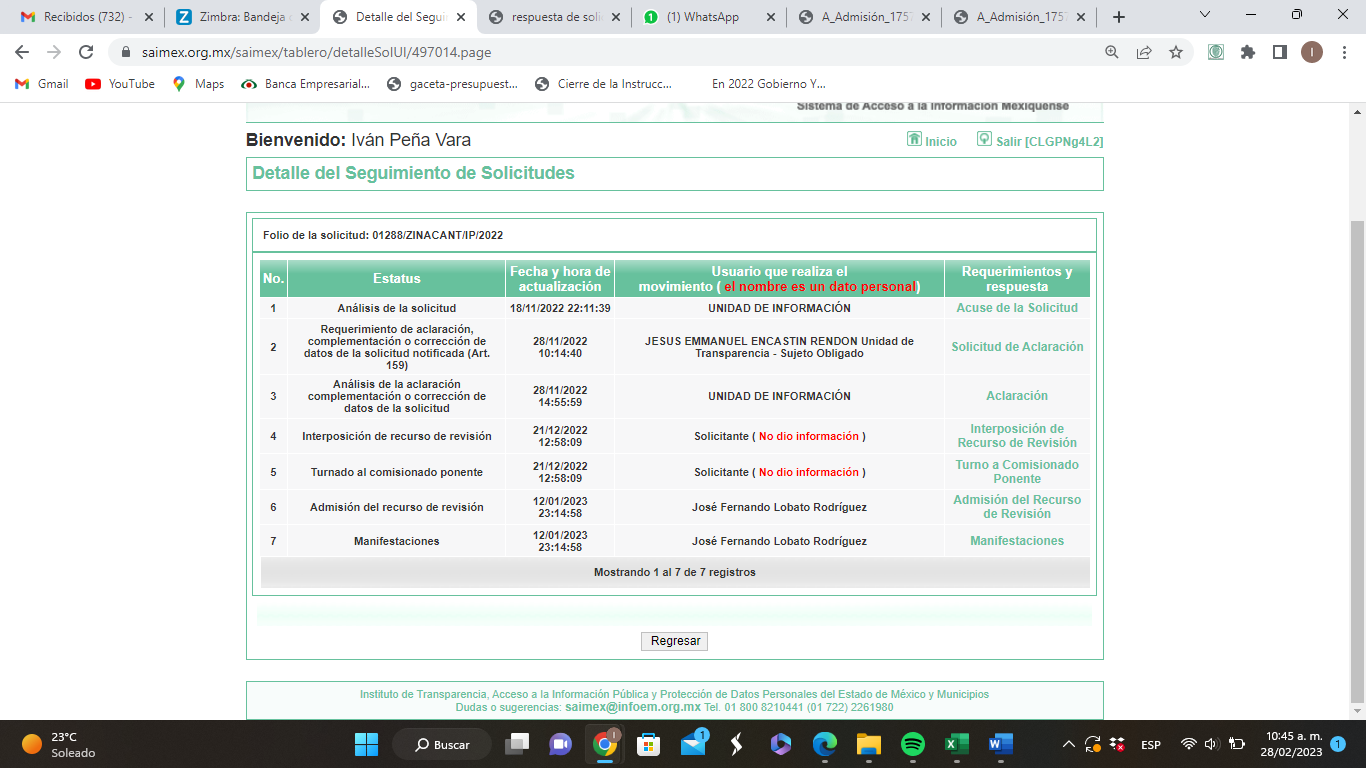 Recibidos (732) -
Zimbra: Bandeja d
Detalle del Segui
respuesta de soli
(1) WhatsApp
A_Admisión_1757
A_Admisión_1757
saimex.org.mx/saimex/tablero/detalleSolUI/497014.page
I
Gmail
YouTube
Maps
Banca Empresarial...
gaceta-presupuest...
Cierre de la Instrucc...
En 2022 Gobierno Y...
Sistema de Acceso a la Información Mexiquense
Bienvenido: Iván Peña Vara
Inicio
Salir [CLGPNg4L2]
Detalle del Seguimiento de Solicitudes
Folio de la solicitud: 01288/ZINACANT/IP/2022
No.
Estatus
Fecha y hora de
actualización
Usuario que realiza el
movimiento ( el nombre es un dato personal)
Requerimientos y
respuesta
1
Análisis de la solicitud
18/11/2022 22:11:39
UNIDAD DE INFORMACIÓN
Acuse de la Solicitud
2
Requerimiento de aclaración,
complementación o corrección de
datos de la solicitud notificada (Art.
159)
28/11/2022
10:14:40
JESUS EMMANUEL ENCASTIN RENDON Unidad de
Transparencia - Sujeto Obligado
Solicitud de Aclaración
3
Análisis de la aclaración
complementación o corrección de
datos de la solicitud
28/11/2022
14:55:59
UNIDAD DE INFORMACIÓN
Aclaración
4
Interposición de recurso de revisión
21/12/2022
12:58:09
Solicitante ( No dio información )
Interposición de
Recurso de Revisión
5
Turnado al comisionado ponente
21/12/2022
12:58:09
Solicitante ( No dio información )
Turno a Comisionado
Ponente
6
Admisión del recurso de revisión
12/01/2023
23:14:58
José Fernando Lobato Rodríguez
Admisión del Recurso
de Revisión
7
Manifestaciones
12/01/2023
23:14:58
José Fernando Lobato Rodríguez
Manifestaciones
Mostrando 1 al 7 de 7 registros
Regresar
Instituto de Transparencia, Acceso a la Información Pública y Protección de Datos Personales del Estado de México y Municipios
Dudas o sugerencias: saimex@infoem.org.mx Tel. 01 800 8210441 (01 722) 2261980
23°C
Soleado
Buscar
1
ESP
10:45 a. m.
28/02/2023
1